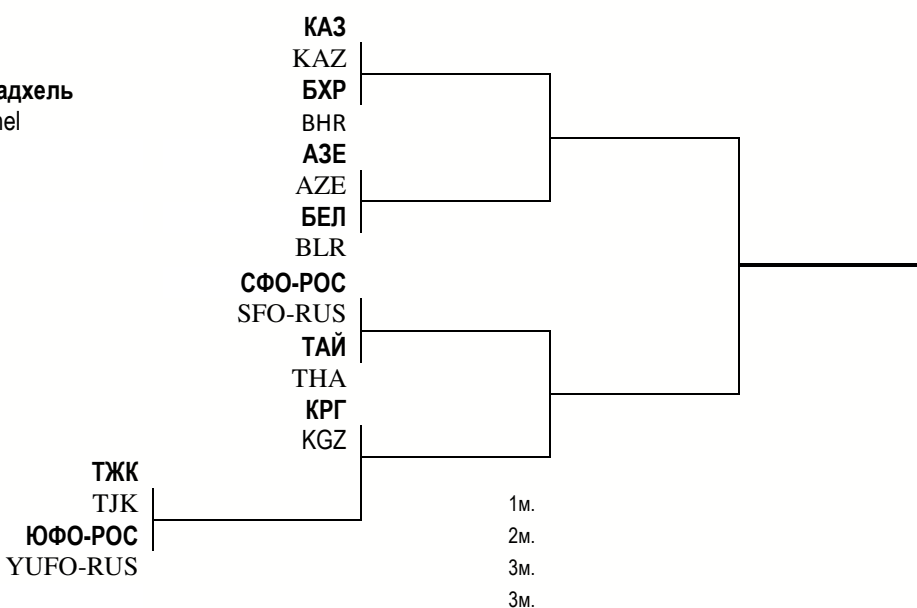 КАЗ
KAZ
БХР
BHR
АЗЕ
AZE
БЕЛ
BLR
СФО-РОС
SFO-RUS
ТАЙ
THA
КРГ
KGZ
ТЖК
TJK
ЮФО-РОС
YUFO-RUS
1м.
2м.
3м.
3м.